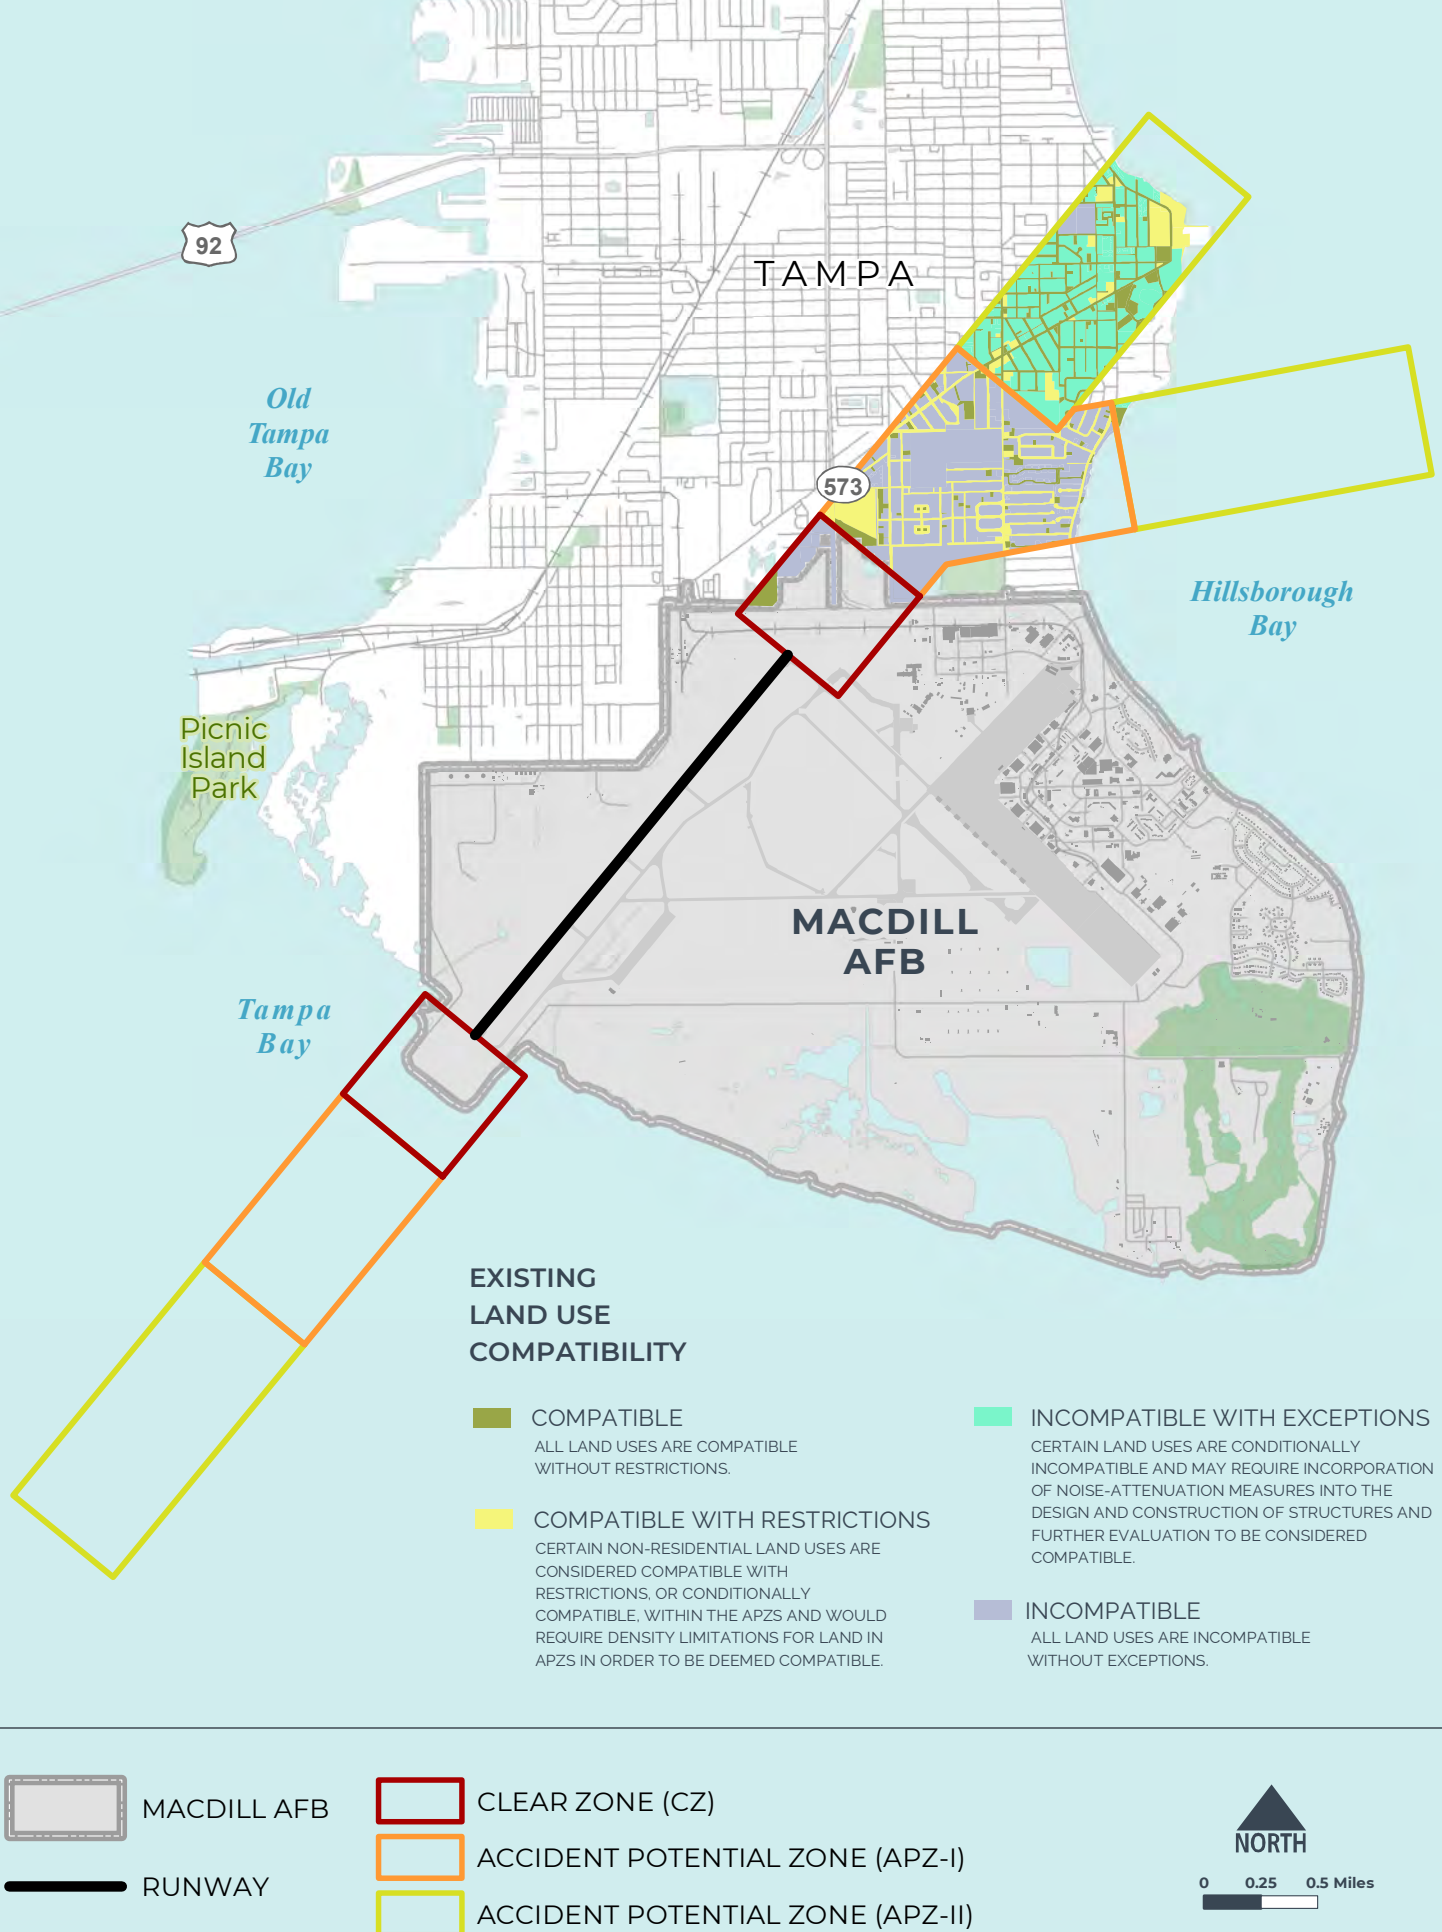 92
TAMPA
Old
Tampa
Bay
573
Hillsborough
Bay
Picnic
Island
Park
MACDILL
AFB
Tampa
Bay
EXISTING
LAND USE
COMPATIBILITY
COMPATIBLE
ALL LAND USES ARE COMPATIBLE
WITHOUT RESTRICTIONS.
COMPATIBLE WITH RESTRICTIONS
CERTAIN NON-RESIDENTIAL LAND USES ARE
CONSIDERED COMPATIBLE WITH
RESTRICTIONS, OR CONDITIONALLY
COMPATIBLE, WITHIN THE APZS AND WOULD
REQUIRE DENSITY LIMITATIONS FOR LAND IN
APZS IN ORDER TO BE DEEMED COMPATIBLE.
INCOMPATIBLE WITH EXCEPTIONS
CERTAIN LAND USES ARE CONDITIONALLY
INCOMPATIBLE AND MAY REQUIRE INCORPORATION
OF NOISE-ATTENUATION MEASURES INTO THE
DESIGN AND CONSTRUCTION OF STRUCTURES AND
FURTHER EVALUATION TO BE CONSIDERED
COMPATIBLE.
INCOMPATIBLE
ALL LAND USES ARE INCOMPATIBLE
WITHOUT EXCEPTIONS.
MACDILL AFB
RUNWAY
CLEAR ZONE (CZ)
ACCIDENT POTENTIAL ZONE (APZ-I)
ACCIDENT POTENTIAL ZONE (APZ-II)
NORTH
0 0.25 0.5 Miles